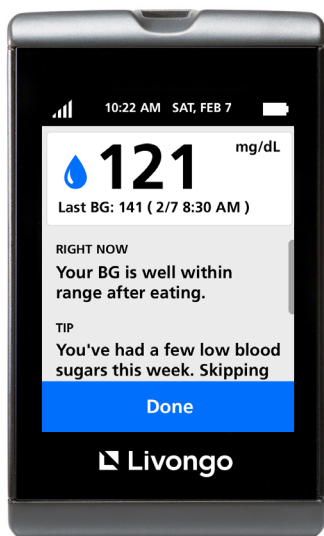 10:22 AM SAT, FEB 7
121 mg/dL
Last BG: 141 ( 2/7 8:30 AM )
RIGHT NOW
Your BG is well within
range after eating.
TIP
You've had a few low blood
sugars this week. Skipping
Done
Livongo